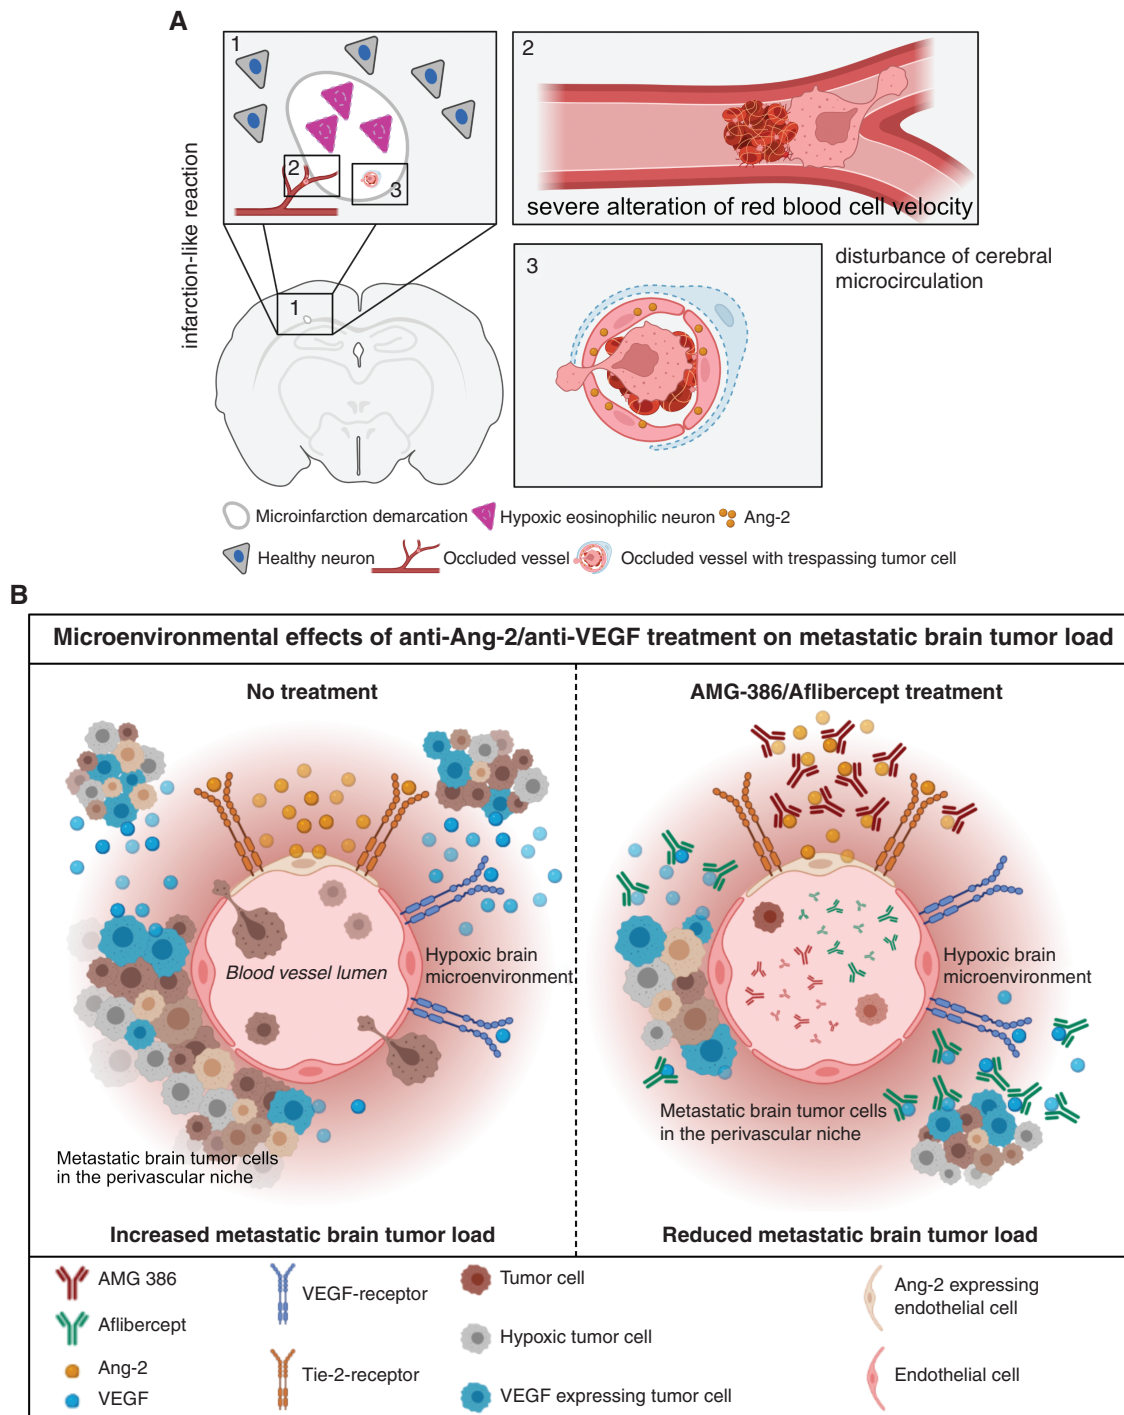 A
1
2
3
infarction-like reaction
1
2
severe alteration of red blood cell velocity
3
disturbance of cerebral
microcirculation
Microinfarction demarcation
Hypoxic eosinophilic neuron
Ang-2
Healthy neuron
Occluded vessel
Occluded vessel with trespassing tumor cell
B
Microenvironmental effects of anti-Ang-2/anti-VEGF treatment on metastatic brain tumor load
No treatment
Blood vessel lumen
Hypoxic brain
microenvironment
Metastatic brain tumor cells
in the perivascular niche
Increased metastatic brain tumor load
AMG-386/Aflibercept treatment
Hypoxic brain
microenvironment
Metastatic brain tumor cells
in the perivascular niche
Reduced metastatic brain tumor load
AMG 386
Aflibercept
Ang-2
VEGF
VEGF-receptor
Tie-2-receptor
Tumor cell
Hypoxic tumor cell
VEGF expressing tumor cell
Ang-2 expressing
endothelial cell
Endothelial cell